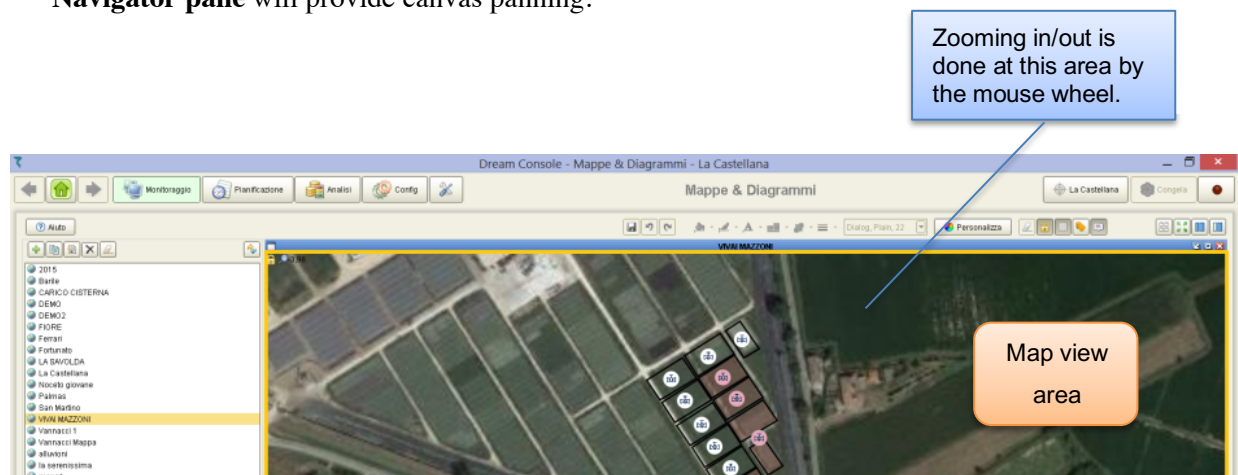 Navigator pane will provide canvas panning.
Zooming in/out is
done at this area by
the mouse wheel.
Dream Console - Mappe & Diagrammi - La Castellana
Monitoraggio
Pianificazione
Analisi
Config
Mappe & Diagrammi
La Castellana
Congela
Aiuto
Dialog, Plain, 22
Personalizza
VIVAI MAZZONI
2015
Barile
CARICO CISTERNA
DEMO
DEMO2
FIORE
Ferrari
Fortunato
LA SAVOLDA
La Castellana
Noceto giovane
Palmas
San Martino
VIVAI MAZZONI
Vannacci 1
Vannacci Mappa
alluvioni
la serenissima
Map view
area